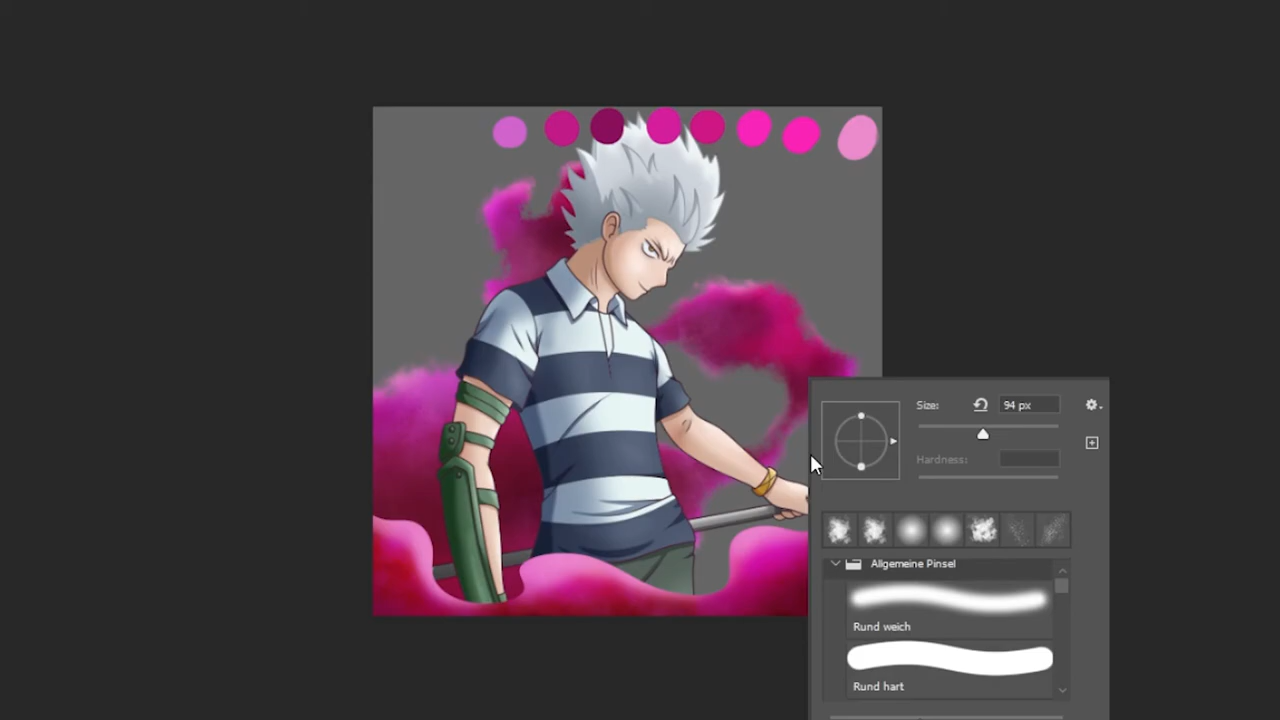 Size:
94 px
Hardness:
Allgemeine Pinsel
Rund weich
Rund hart